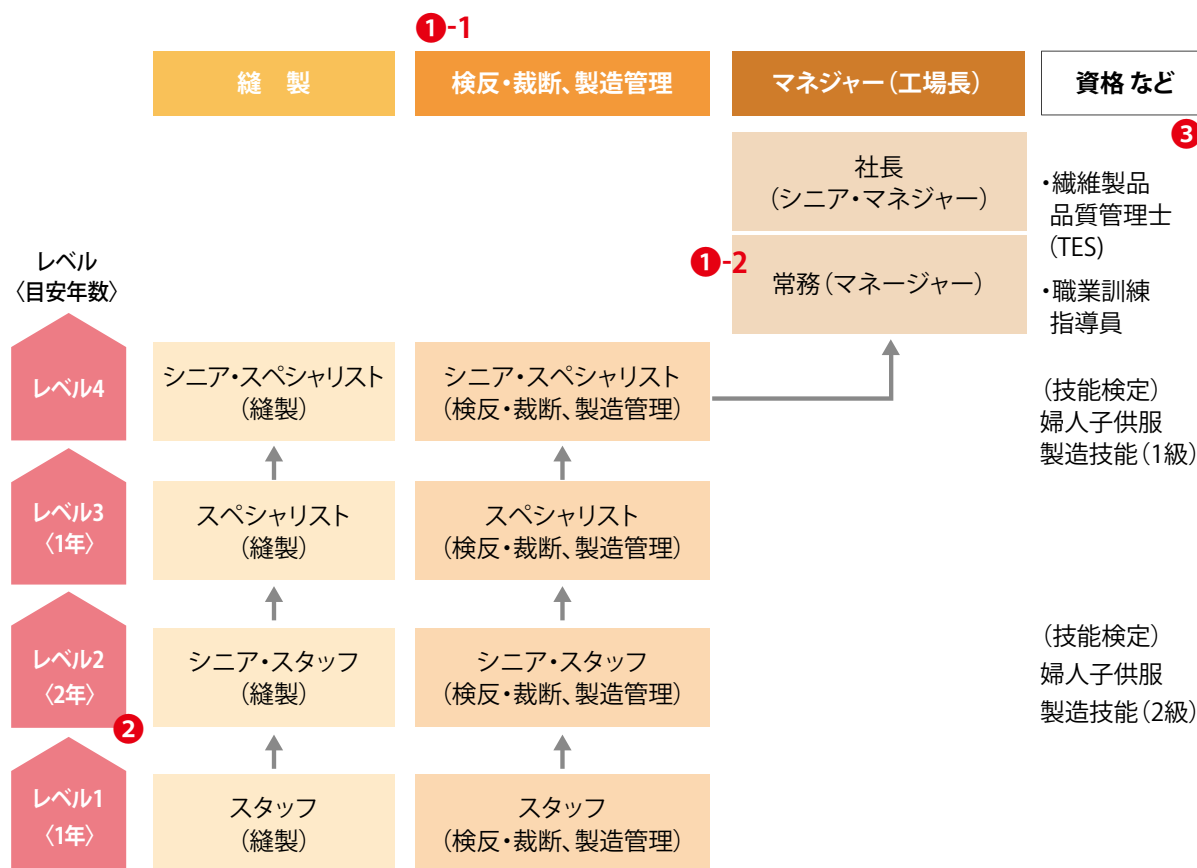 ❶-1
縫 製
検反・裁断、製造管理
マネジャー(工場長)
資格 など
❸
社長
(シニア・マネジャー)
・繊維製品
品質管理士
(TES)
❶-2
常務(マネージャー)
・職業訓練
指導員
レベル
〈目安年数〉
レベル4
シニア・スペシャリスト
(縫製)
シニア・スペシャリスト
(検反・裁断、製造管理)
(技能検定)
婦人子供服
製造技能(1級)
レベル3
〈1年〉
スペシャリスト
(縫製)
スペシャリスト
(検反・裁断、製造管理)
レベル2
〈2年〉
❷
シニア・スタッフ
(縫製)
シニア・スタッフ
(検反・裁断、製造管理)
(技能検定)
婦人子供服
製造技能(2級)
レベル1
〈1年〉
スタッフ
(縫製)
スタッフ
(検反・裁断、製造管理)